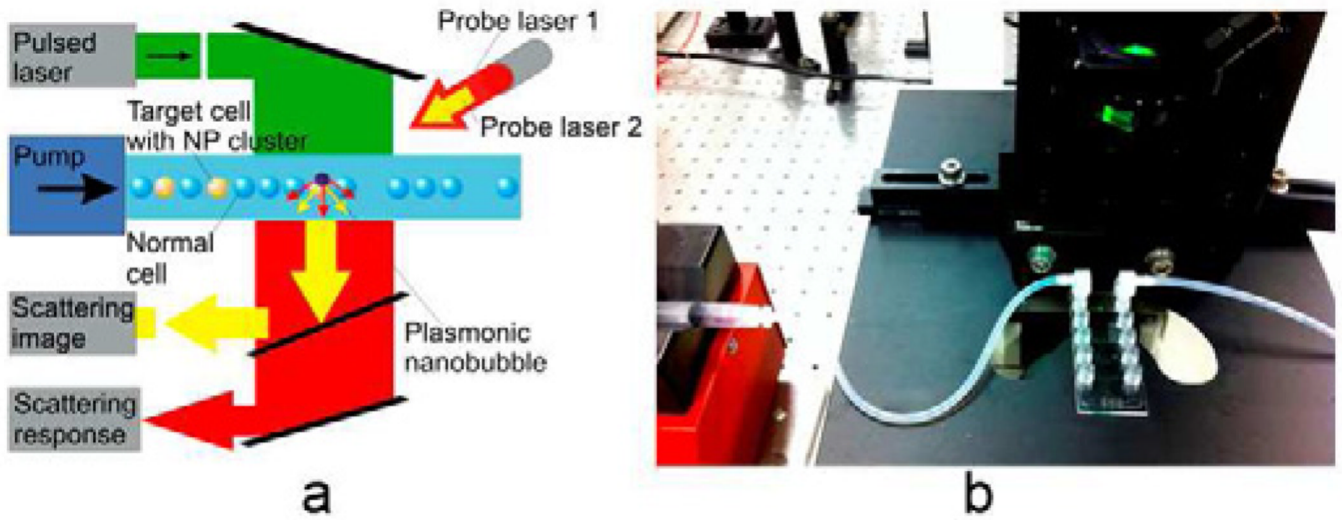 Pulsed
laser
Probe laser 1
Target cell
with NP cluster
Probe laser 2
Pump
Normal
cell
Scattering
image
Plasmonic
nanobubble
Scattering
response
a
b